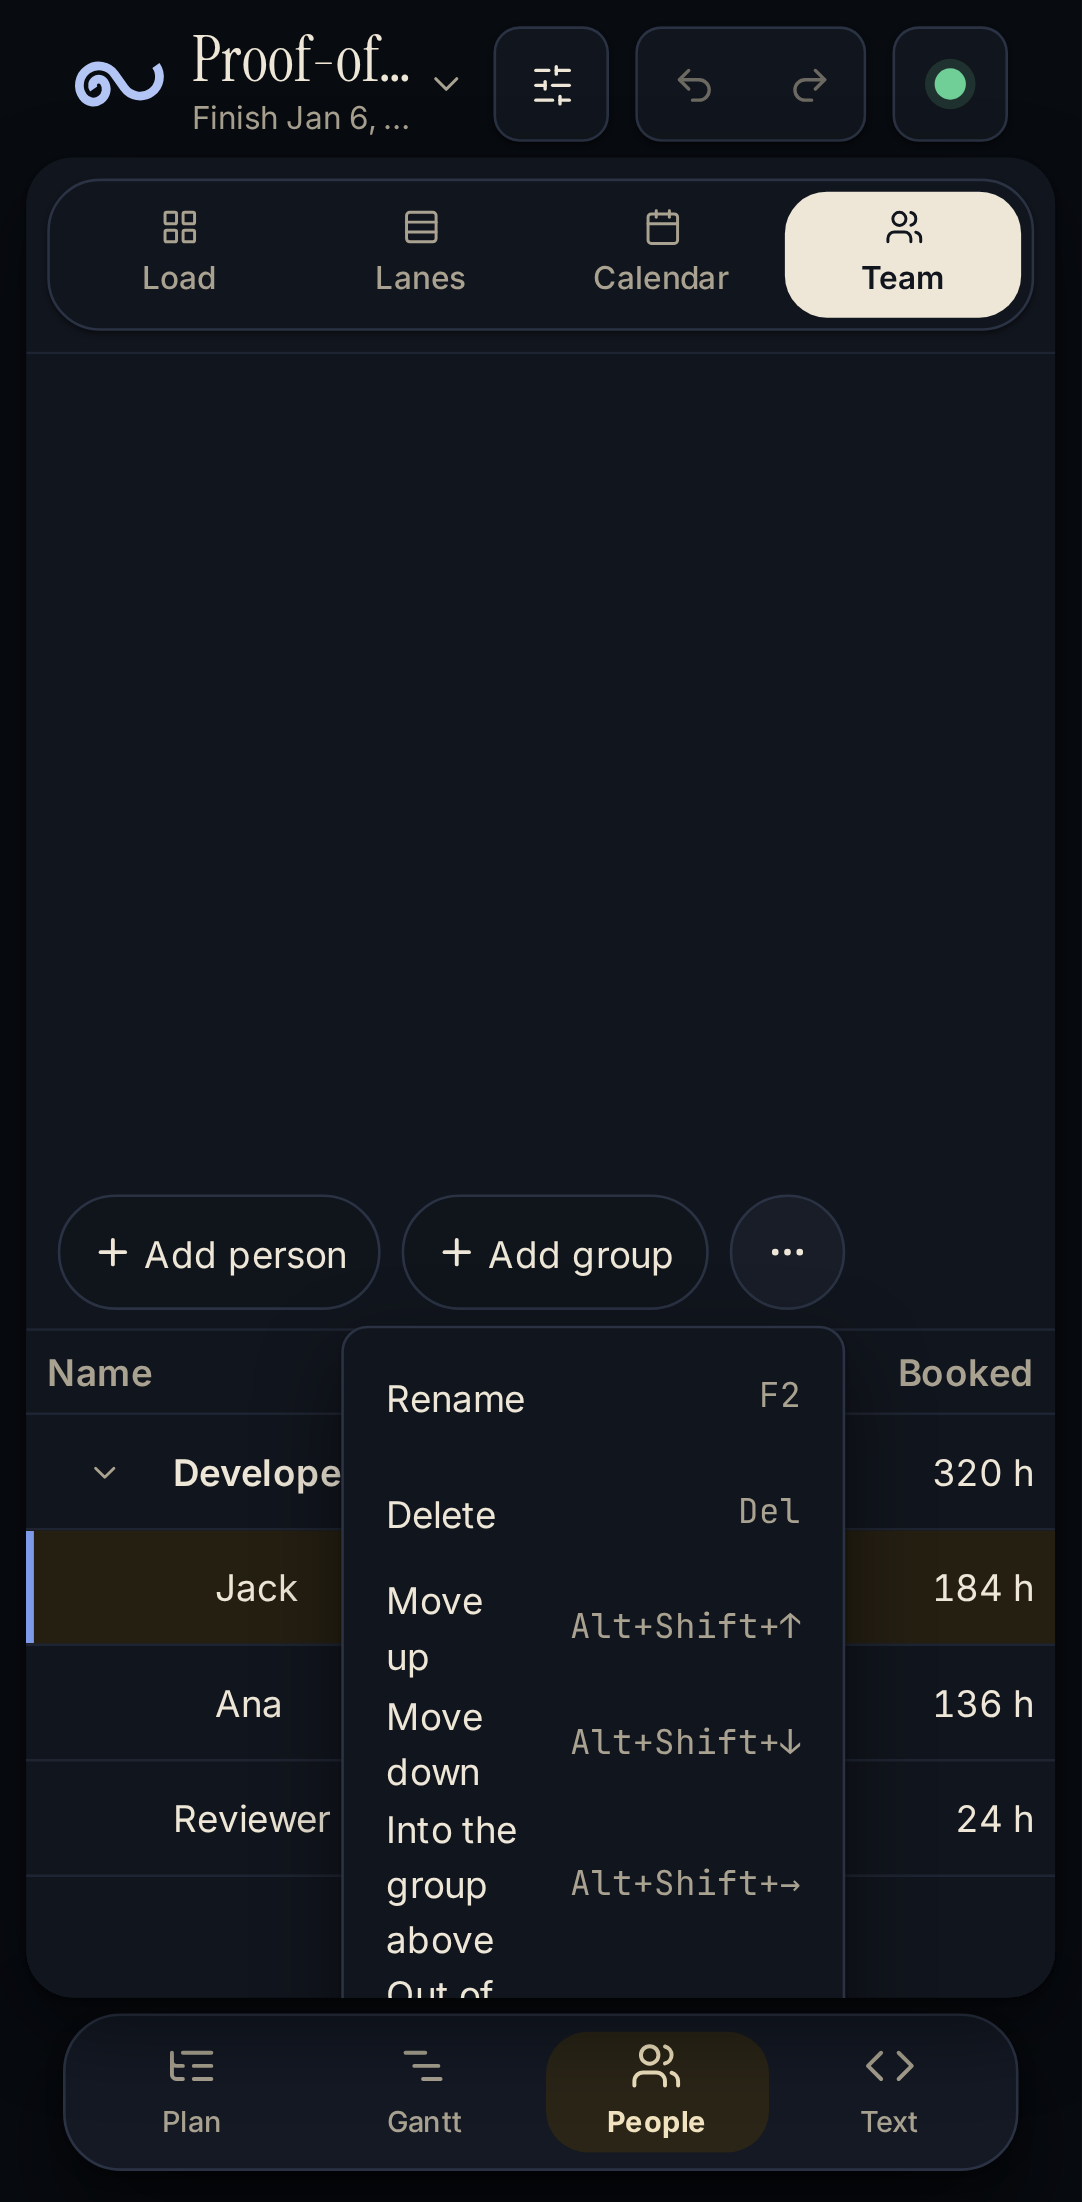 Proof-of…
Finish Jan 6, …
Load
Lanes
Calendar
Team
Add person
Add group
Name
Booked
Rename F2
Develope
320 h
Delete Del
Jack
184 h
Move up Alt+Shift+↑
Ana
136 h
Move down Alt+Shift+↓
Reviewer
24 h
Into the group above Alt+Shift+→
Out of
Plan
Gantt
People
Text